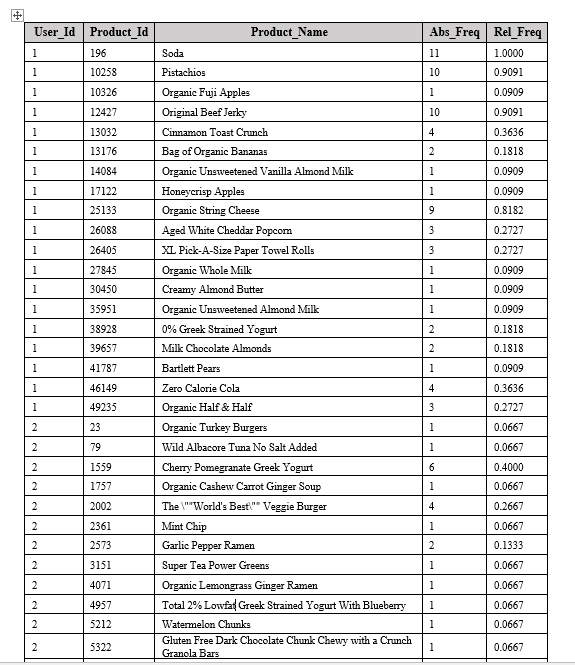 User_Id Product_Id Product_Name Abs_Freq Rel_Freq
1 196 Soda 11 1.0000
1 10258 Pistachios 10 0.9091
1 10326 Organic Fuji Apples 1 0.0909
1 12427 Original Beef Jerky 10 0.9091
1 13032 Cinnamon Toast Crunch 4 0.3636
1 13176 Bag of Organic Bananas 2 0.1818
1 14084 Organic Unsweetened Vanilla Almond Milk 1 0.0909
1 17122 Honeycrisp Apples 1 0.0909
1 25133 Organic String Cheese 9 0.8182
1 26088 Aged White Cheddar Popcorn 3 0.2727
1 26405 XL Pick-A-Size Paper Towel Rolls 3 0.2727
1 27845 Organic Whole Milk 1 0.0909
1 30450 Creamy Almond Butter 1 0.0909
1 35951 Organic Unsweetened Almond Milk 1 0.0909
1 38928 0% Greek Strained Yogurt 2 0.1818
1 39657 Milk Chocolate Almonds 2 0.1818
1 41787 Bartlett Pears 1 0.0909
1 46149 Zero Calorie Cola 4 0.3636
1 49235 Organic Half & Half 3 0.2727
2 23 Organic Turkey Burgers 1 0.0667
2 79 Wild Albacore Tuna No Salt Added 1 0.0667
2 1559 Cherry Pomegranate Greek Yogurt 6 0.4000
2 1757 Organic Cashew Carrot Ginger Soup 1 0.0667
2 2002 The \""World's Best\"" Veggie Burger 4 0.2667
2 2361 Mint Chip 1 0.0667
2 2573 Garlic Pepper Ramen 2 0.1333
2 3151 Super Tea Power Greens 1 0.0667
2 4071 Organic Lemongrass Ginger Ramen 1 0.0667
2 4957 Total 2% Lowfat Greek Strained Yogurt With Blueberry 1 0.0667
2 5212 Watermelon Chunks 1 0.0667
2 5322 Gluten Free Dark Chocolate Chunk Chewy with a Crunch 1 0.0667
Granola Bars